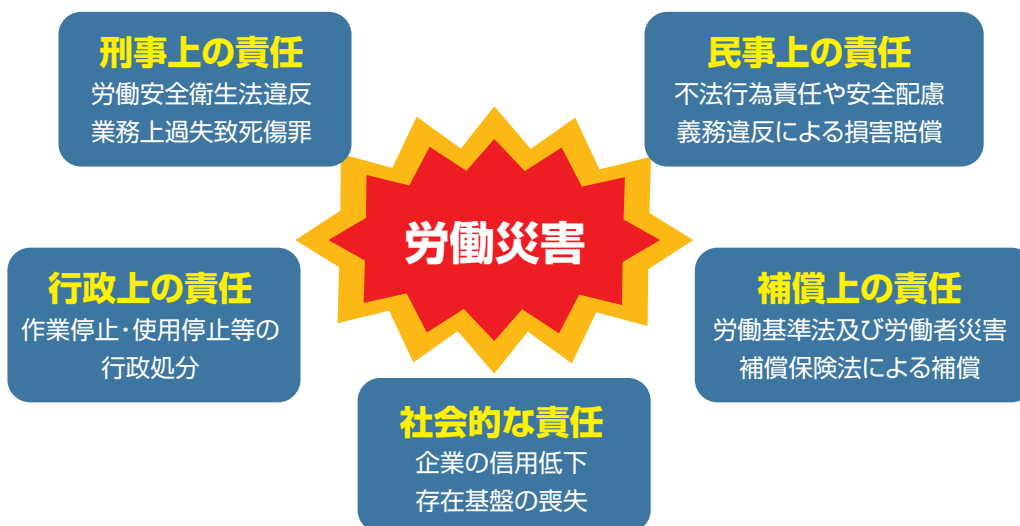 刑事上の責任
労働安全衛生法違反
業務上過失致死傷罪
民事上の責任
不法行為責任や安全配慮
義務違反による損害賠償
労働災害
行政上の責任
作業停止・使用停止等の
行政処分
補償上の責任
労働基準法及び労働者災害
補償保険法による補償
社会的な責任
企業の信用低下
存在基盤の喪失